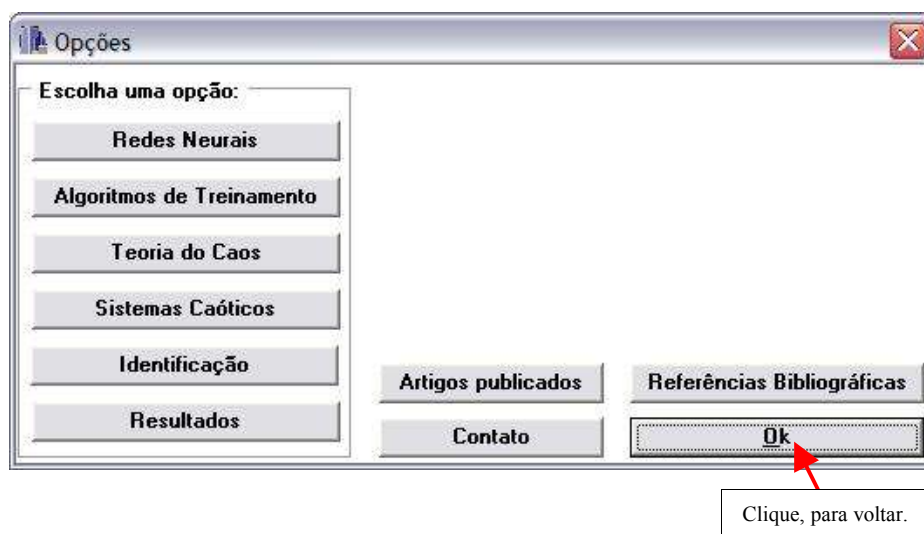 Opções
Escolha uma opção:
Redes Neurais
Algoritmos de Treinamento
Teoria do Caos
Sistemas Caóticos
Identificação
Resultados
Artigos publicados
Referências Bibliográficas
Contato
Ok
Clique, para voltar.